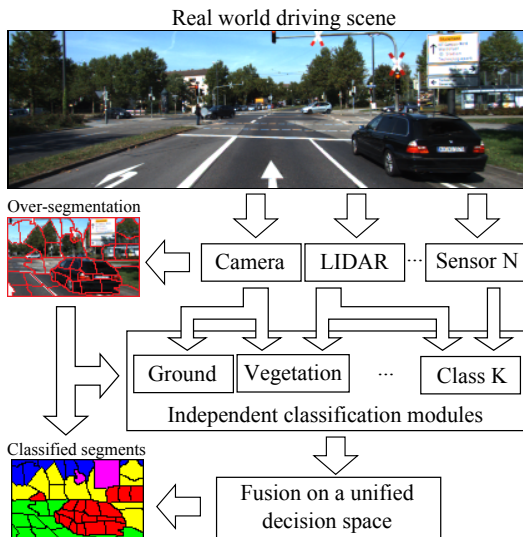 Real world driving scene
Over-segmentation
Camera
LIDAR
...
Sensor N
Ground
Vegetation
...
Class K
Independent classification modules
Classified segments
Fusion on a unified
decision space